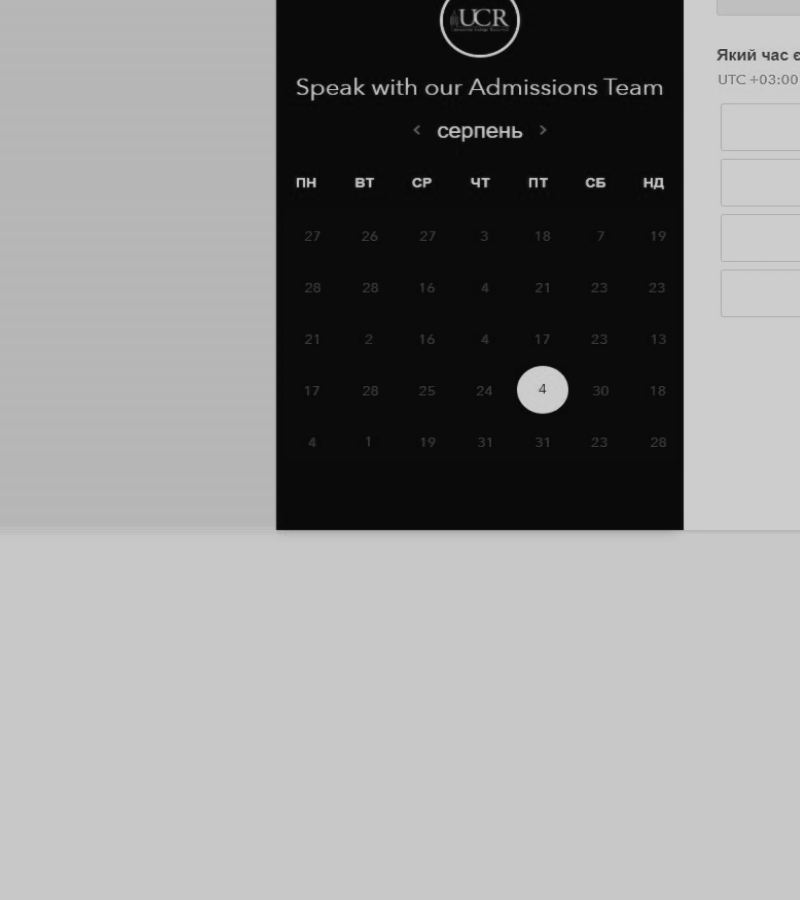 UCR
Speak with our Admissions Team
< серпень >
ПН ВТ СР ЧТ ПТ СБ НД
27 26 27 3 18 7 19
28 28 16 4 21 23 23
21 2 16 4 17 23 13
17 28 25 24 4 30 18
4 1 19 31 31 23 28
Який час є
UTC +03:00